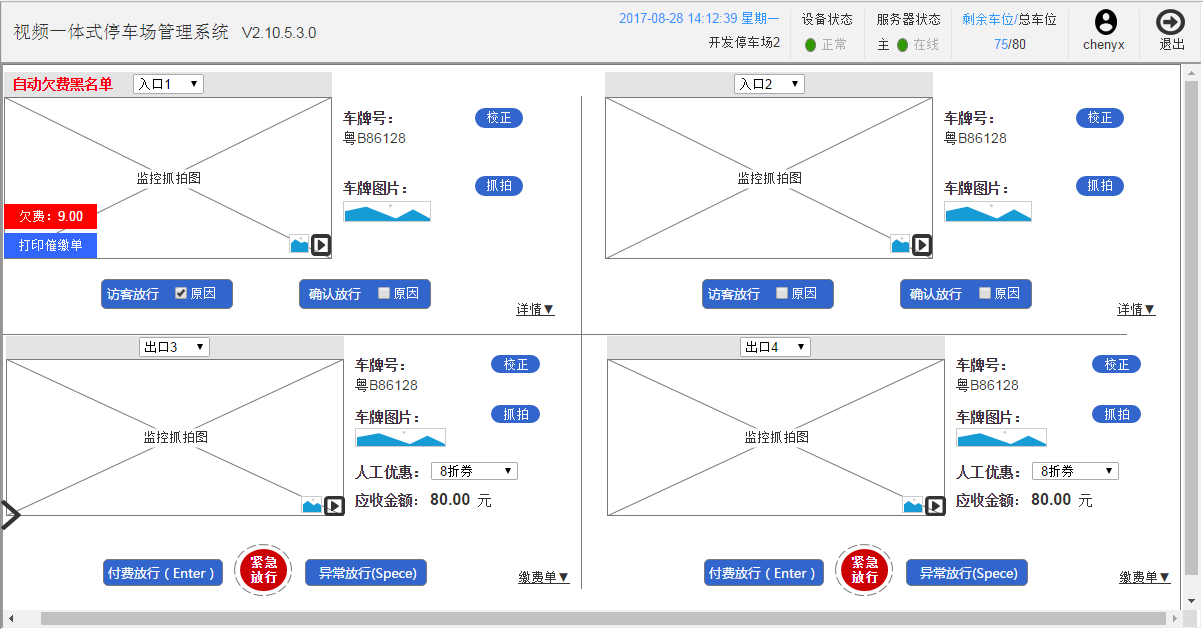 视频一体式停车场管理系统 V2.10.5.3.0
2017-08-28 14:12:39 星期一
开发停车场2
设备状态
正常
服务器状态
主 在线
剩余车位/总车位
75/80
chenyx
退出
自动欠费黑名单 入口1
监控抓拍图
欠费：9.00
打印催缴单
车牌号： 校正
粤B86128
车牌图片： 抓拍
访客放行 原因
确认放行 原因
详情▼
入口2
监控抓拍图
车牌号： 校正
粤B86128
车牌图片： 抓拍
访客放行 原因
确认放行 原因
详情▼
出口3
监控抓拍图
车牌号： 校正
粤B86128
车牌图片： 抓拍
人工优惠： 8折券
应收金额： 80.00 元
付费放行（Enter）
紧急
放行
异常放行(Spece)
缴费单▼
出口4
监控抓拍图
车牌号： 校正
粤B86128
车牌图片： 抓拍
人工优惠： 8折券
应收金额： 80.00 元
付费放行（Enter）
紧急
放行
异常放行(Spece)
缴费单▼